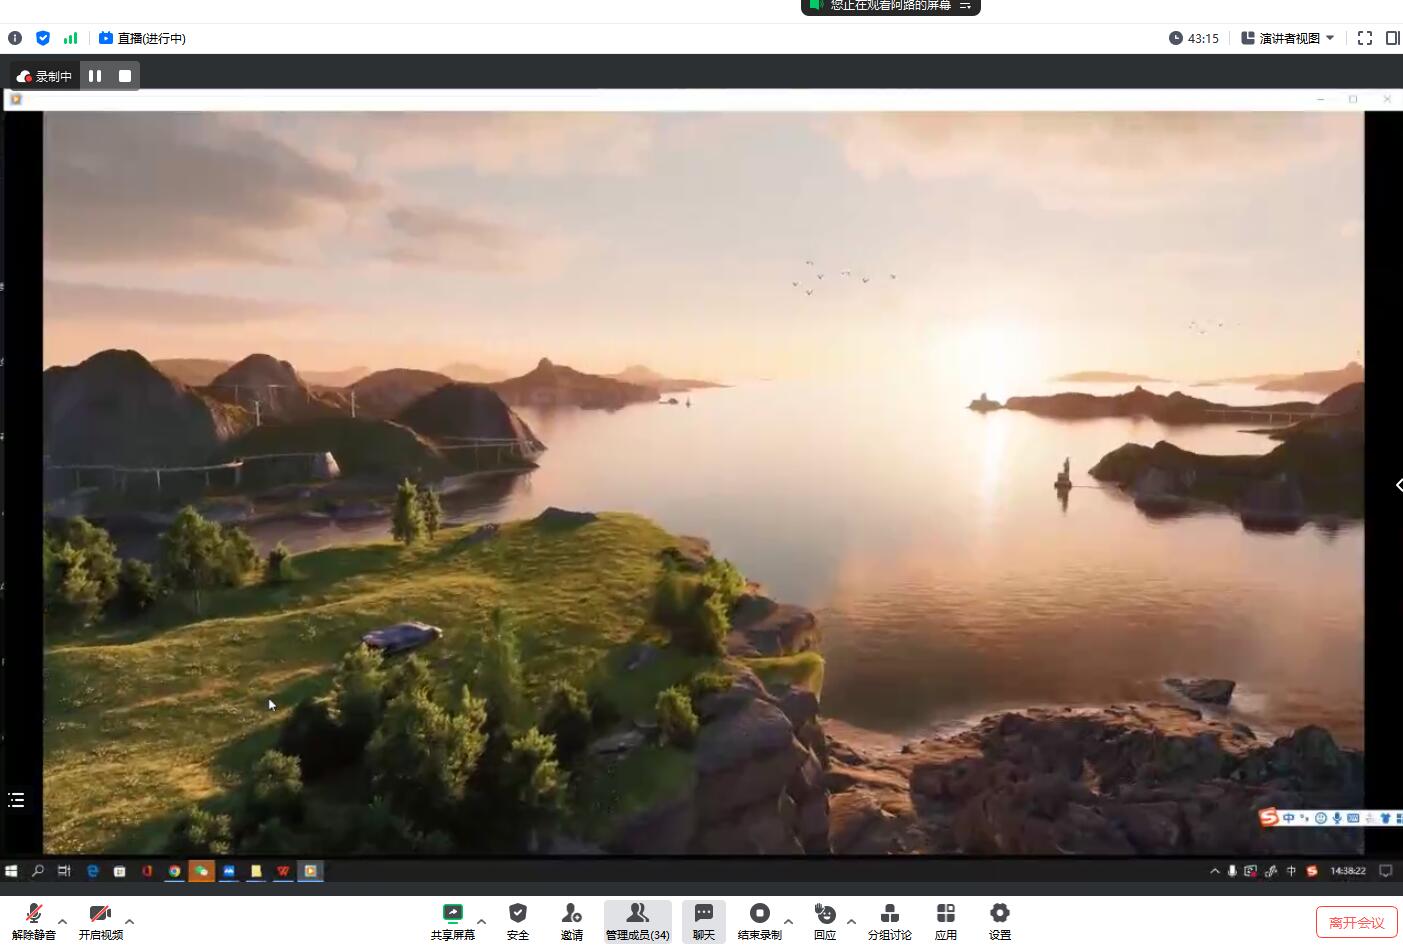 您正在观看阿路的屏幕
直播(进行中)
43:15
演讲者视图
录制中
中
中
14:38:22
解除静音
开启视频
共享屏幕
安全
邀请
管理成员(34)
聊天
结束录制
回应
分组讨论
应用
设置
离开会议